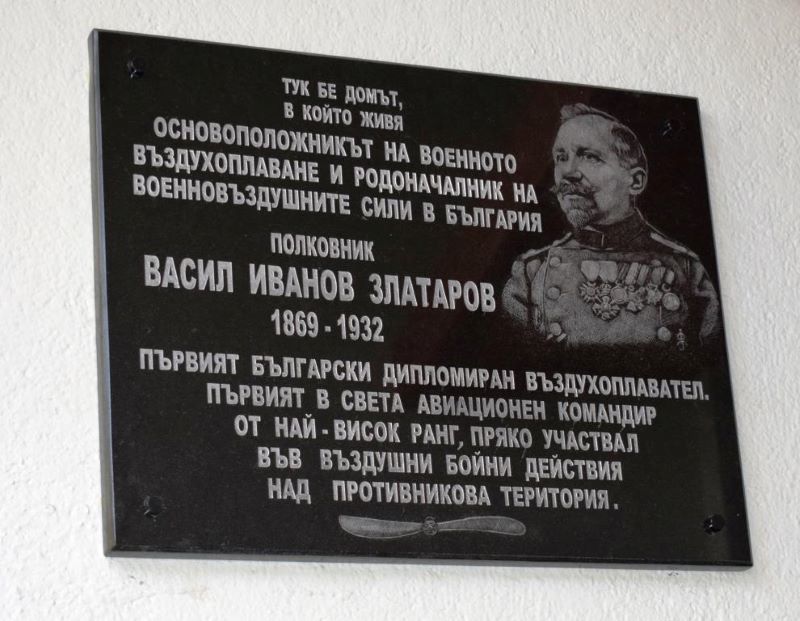 ТУК БЕ ДОМЪТ,
В КОЙТО ЖИВЯ
ОСНОВОПОЛОЖНИКЪТ НА ВОЕННОТО
ВЪЗДУХОПЛАВАНЕ И РОДОНАЧАЛНИК НА
ВОЕННОВЪЗДУШНИТЕ СИЛИ В БЪЛГАРИЯ
ПОЛКОВНИК
ВАСИЛ ИВАНОВ ЗЛАТАРОВ
1869 - 1932
ПЪРВИЯТ БЪЛГАРСКИ ДИПЛОМИРАН ВЪЗДУХОПЛАВАТЕЛ.
ПЪРВИЯТ В СВЕТА АВИАЦИОНЕН КОМАНДИР
ОТ НАЙ - ВИСОК РАНГ, ПРЯКО УЧАСТВАЛ
ВЪВ ВЪЗДУШНИ БОЙНИ ДЕЙСТВИЯ
НАД ПРОТИВНИКОВА ТЕРИТОРИЯ.